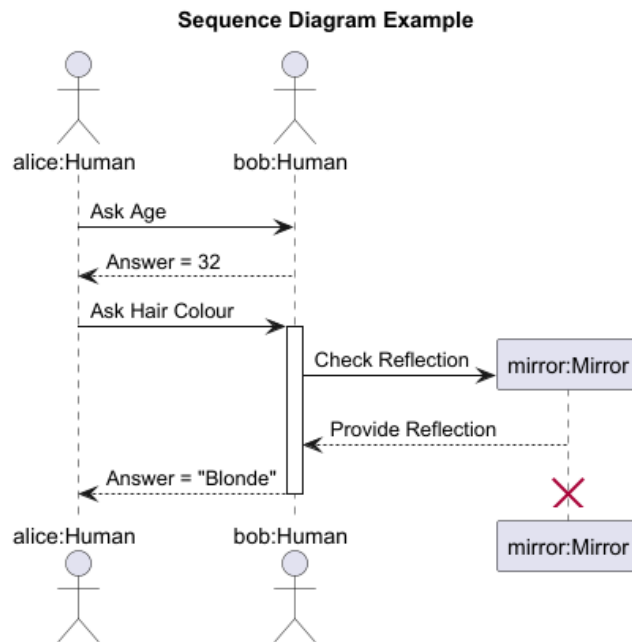 Sequence Diagram Example
alice:Human
bob:Human
Ask Age
Answer = 32
Ask Hair Colour
Check Reflection
mirror:Mirror
Provide Reflection
Answer = "Blonde"
alice:Human
bob:Human
mirror:Mirror